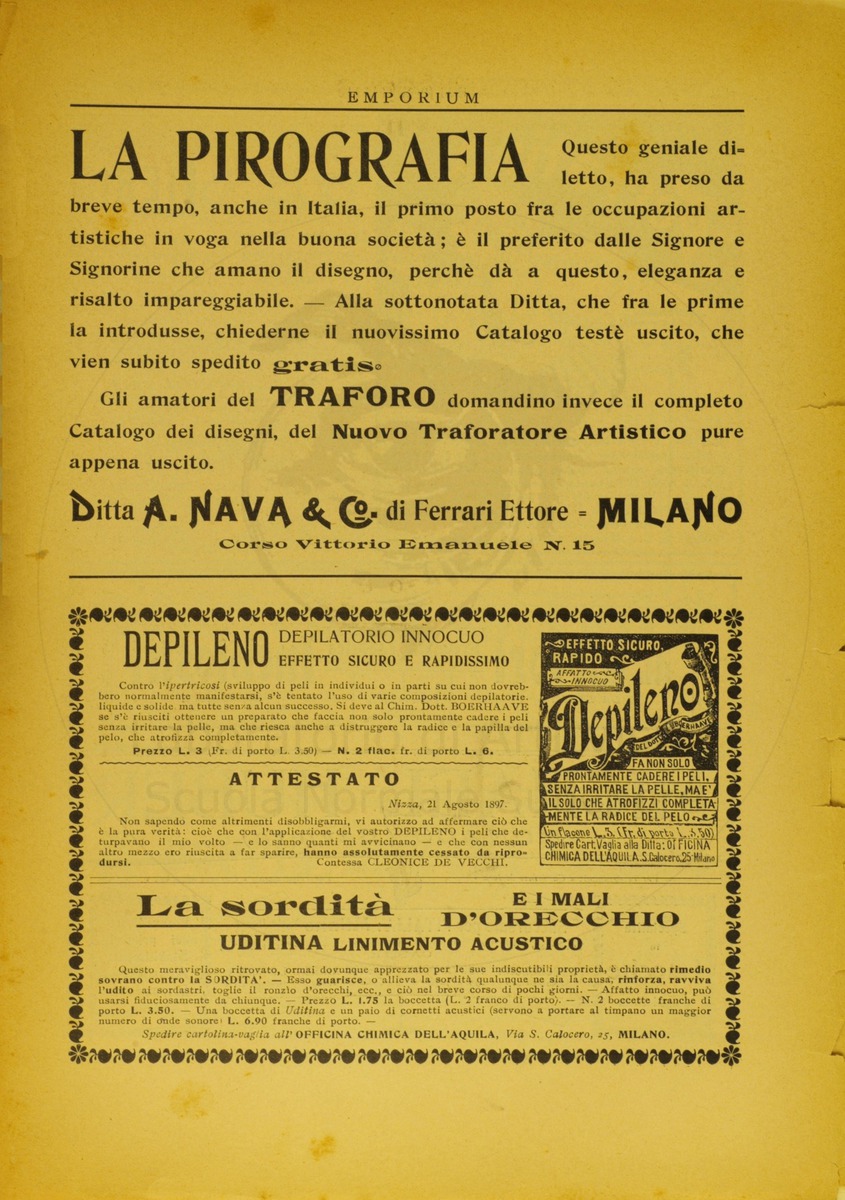 EMPORIUM
LA PIROGRAFIA Questo geniale di=
letto, ha preso da
breve tempo, anche in Italia, il primo posto fra le occupazioni ar-
tistiche in voga nella buona società; è il preferito dalle Signore e
Signorine che amano il disegno, perchè dà a questo, eleganza e
risalto impareggiabile. — Alla sottonotata Ditta, che fra le prime
la introdusse, chiederne il nuovissimo Catalogo testè uscito, che
vien subito spedito gratis.
Gli amatori del TRAFORO domandino invece il completo
Catalogo dei disegni, del Nuovo Traforatore Artistico pure
appena uscito.
Ditta A. NAVA & Co. di Ferrari Ettore = MILANO
Corso Vittorio Emanuele N. 15
DEPILENO DEPILATORIO INNOCUO
EFFETTO SICURO E RAPIDISSIMO
Contro l'ipertricosi (sviluppo di peli in individui o in parti su cui non dovreb-
bero normalmente manifestarsi, s'è tentato l'uso di varie composizioni depilatorie.
liquide e solide. ma tutte senza alcun successo. Si deve al Chim. Dott. BOERHAAVE
se s'è riusciti ottenere un preparato che faccia non solo prontamente cadere i peli
senza irritare la pelle, ma che riesca anche a distruggere la radice e la papilla del
pelo, che atrofizza completamente.
Prezzo L. 3 (Fr. di porto L. 3.50) — N. 2 flac. fr. di porto L. 6.
ATTESTATO
Nizza, 21 Agosto 1897.
Non sapendo come altrimenti disobbligarmi, vi autorizzo ad affermare ciò che
è la pura verità: cioè che con l'applicazione del vostro DEPILENO i peli che de-
turpavano il mio volto — e lo sanno quanti mi avvicinano — e che con nessun
altro mezzo ero riuscita a far sparire, hanno assolutamente cessato da ripro-
dursi. Contessa CLEONICE DE VECCHI.
EFFETTO SICURO,
RAPIDO
AFFATTO
INNOCUO
Depileno
DEL DOTT. BOERHAAVE
FA NON SOLO
PRONTAMENTE CADERE I PELI,
SENZA IRRITARE LA PELLE, MA E'
IL SOLO CHE ATROFIZZI COMPLETA
MENTE LA RADICE DEL PELO
Un flacone L. 3 (Fr. di porto L. 3,50)
Spedire Cart. Vaglia alla Ditta: OFFICINA
CHIMICA DELL'AQUILA. S. Calocero, 25 Milano
La sordità E I MALI
D'ORECCHIO
UDITINA LINIMENTO ACUSTICO
Questo meraviglioso ritrovato, ormai dovunque apprezzato per le sue indiscutibili proprietà, è chiamato rimedio
sovrano contro la SORDITA'. — Esso guarisce, o allieva la sordità qualunque ne sia la causa, rinforza, ravviva
l'udito ai sordastri. toglie il ronzlo d'orecchi, ecc., e ciò nel breve corso di pochi giorni. — Affatto innocuo, può
usarsi fiduciosamente da chiunque. — Prezzo L. 1.75 la boccetta (L. 2 franco di porto). — N. 2 boccette franche di
porto L. 3.50. — Una boccetta di Uditina e un paio di cornetti acustici (servono a portare al timpano un maggior
numero di onde sonore) L. 6.90 franche di porto. —
Spedire cartolina-vaglia all' OFFICINA CHIMICA DELL'AQUILA, Via S. Calocero, 25, MILANO.